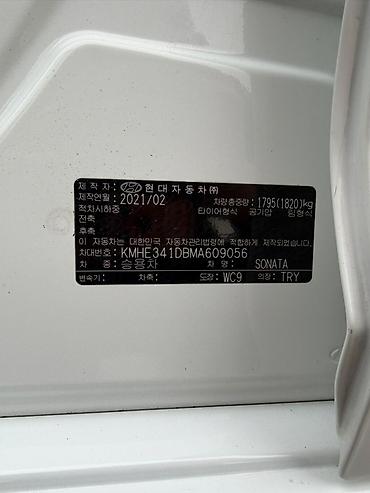 제 작 자 : 현대자동차㈜
제작연월 : 2021/02 차량총중량 : 1795(1820)kg
적차시하중 타이어형식 공기압 림형식
전축
후축
이 자동차는 대한민국 자동차관리법령에 적합하게 제작되었습니다.
차대번호 : KMHE341DBMA609056
차 종 : 승용차 차 명 : SONATA
변속기 : 차축 : 도장 : WC9 의장 : TRY